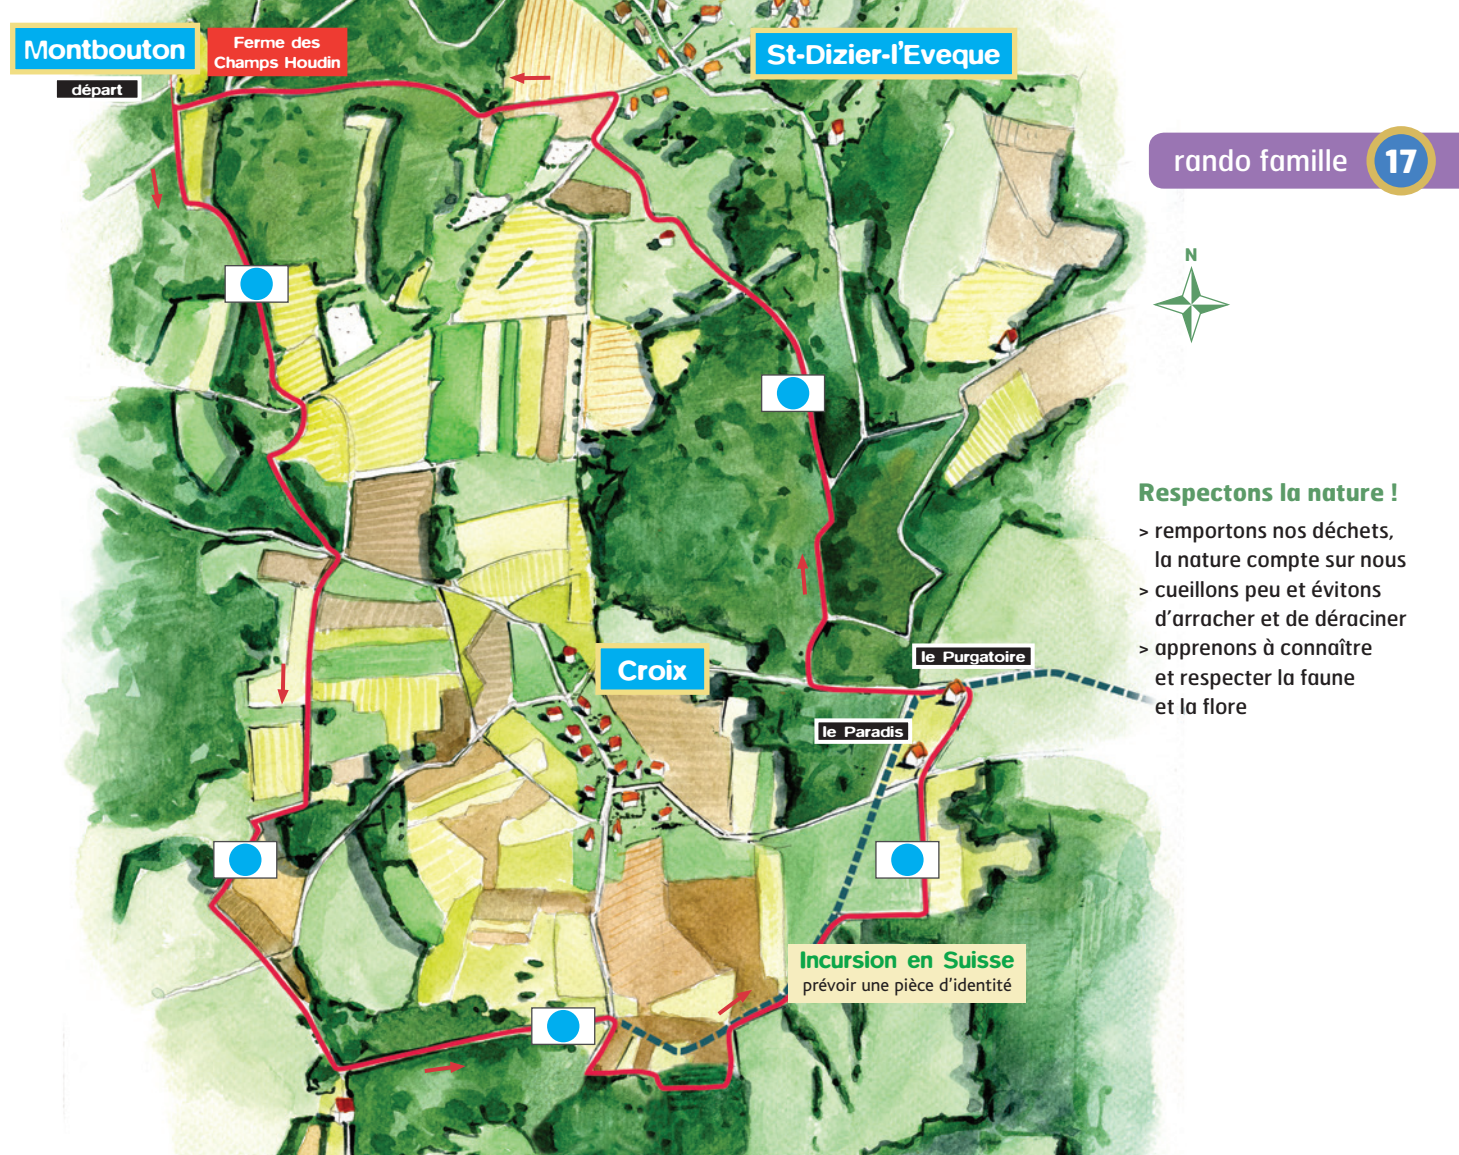 Montbouton
Ferme des
Champs Houdin
départ
St-Dizier-l'Eveque
rando famille 17
N
Respectons la nature !
> remportons nos déchets,
la nature compte sur nous
> cueillons peu et évitons
d'arracher et de déraciner
> apprenons à connaître
et respecter la faune
et la flore
Croix
le Purgatoire
le Paradis
Incursion en Suisse
prévoir une pièce d'identité